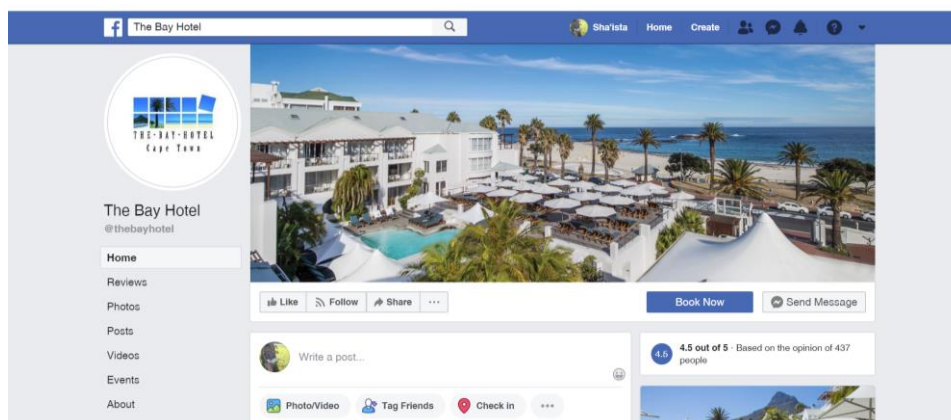 The Bay Hotel
Sha'ista Home Create
THE·BAY·HOTEL
Cape Town
The Bay Hotel
@thebayhotel
Home
Reviews
Photos
Posts
Videos
Events
About
Like Follow Share ...
Book Now Send Message
Write a post...
Photo/Video Tag Friends Check in ...
4.5 4.5 out of 5 · Based on the opinion of 437
people